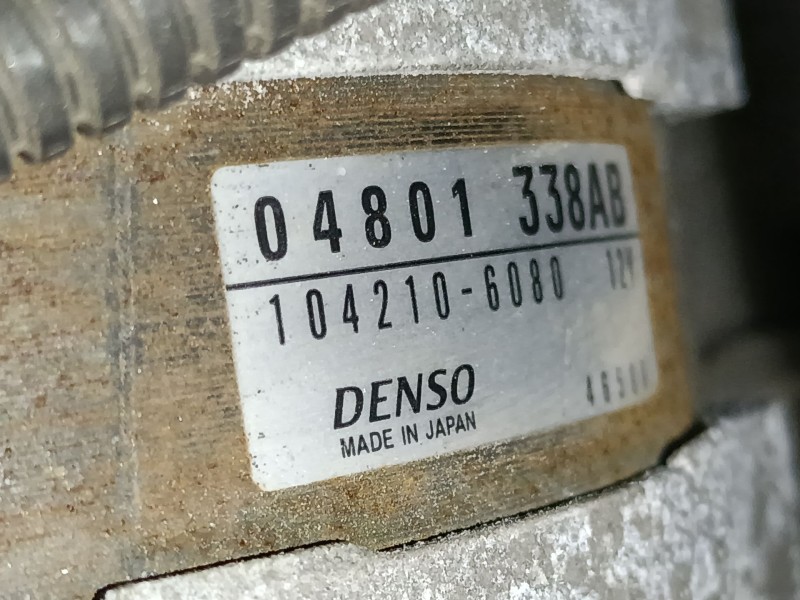 04801 338AB
104210-6080 12V
DENSO
MADE IN JAPAN